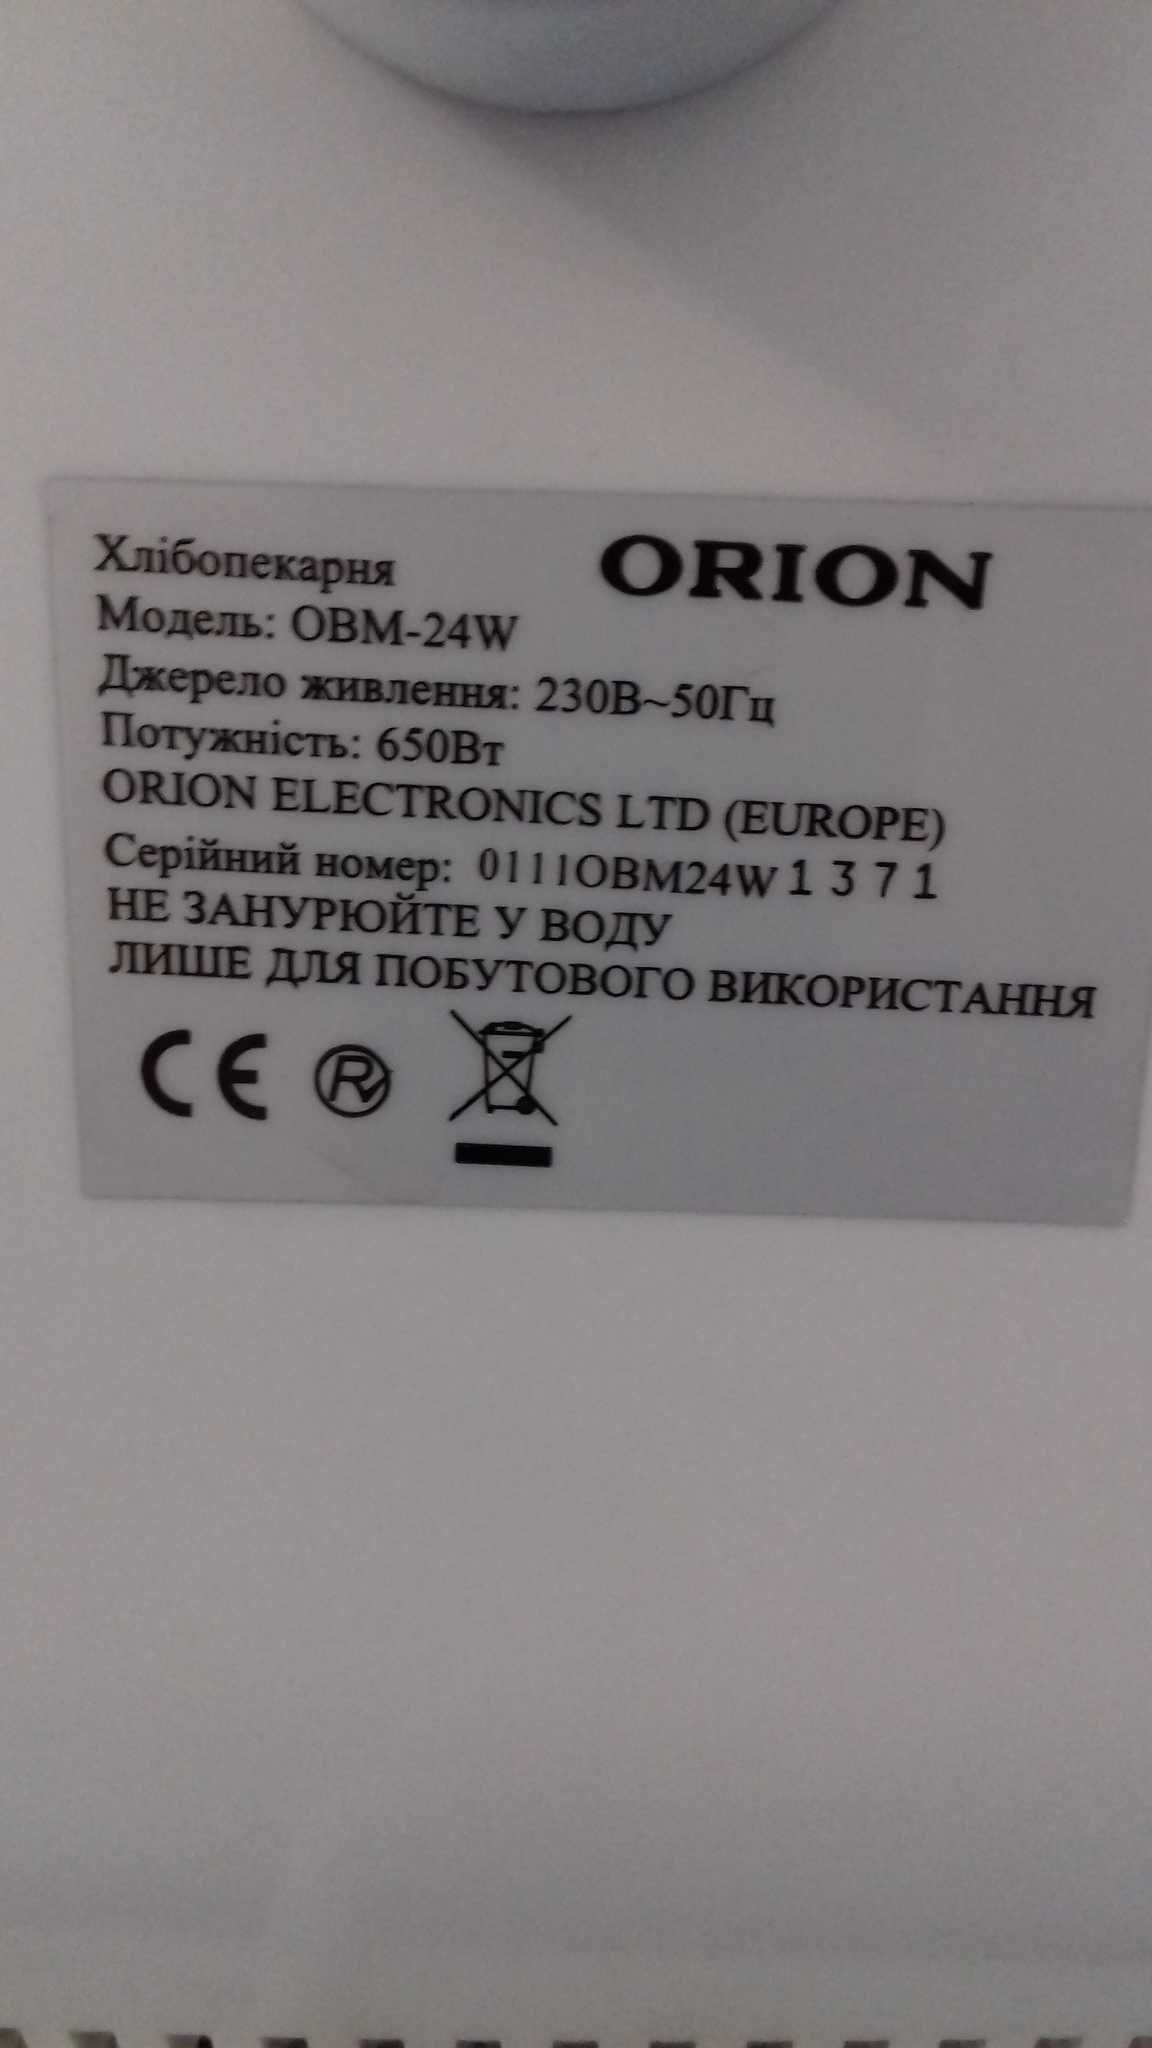 Хлібопекарня ORION
Модель: OBM-24W
Джерело живлення: 230В~50Гц
Потужність: 650Вт
ORION ELECTRONICS LTD (EUROPE)
Серійний номер: 0111OBM24W 1 3 7 1
НЕ ЗАНУРЮЙТЕ У ВОДУ
ЛИШЕ ДЛЯ ПОБУТОВОГО ВИКОРИСТАННЯ
CE R